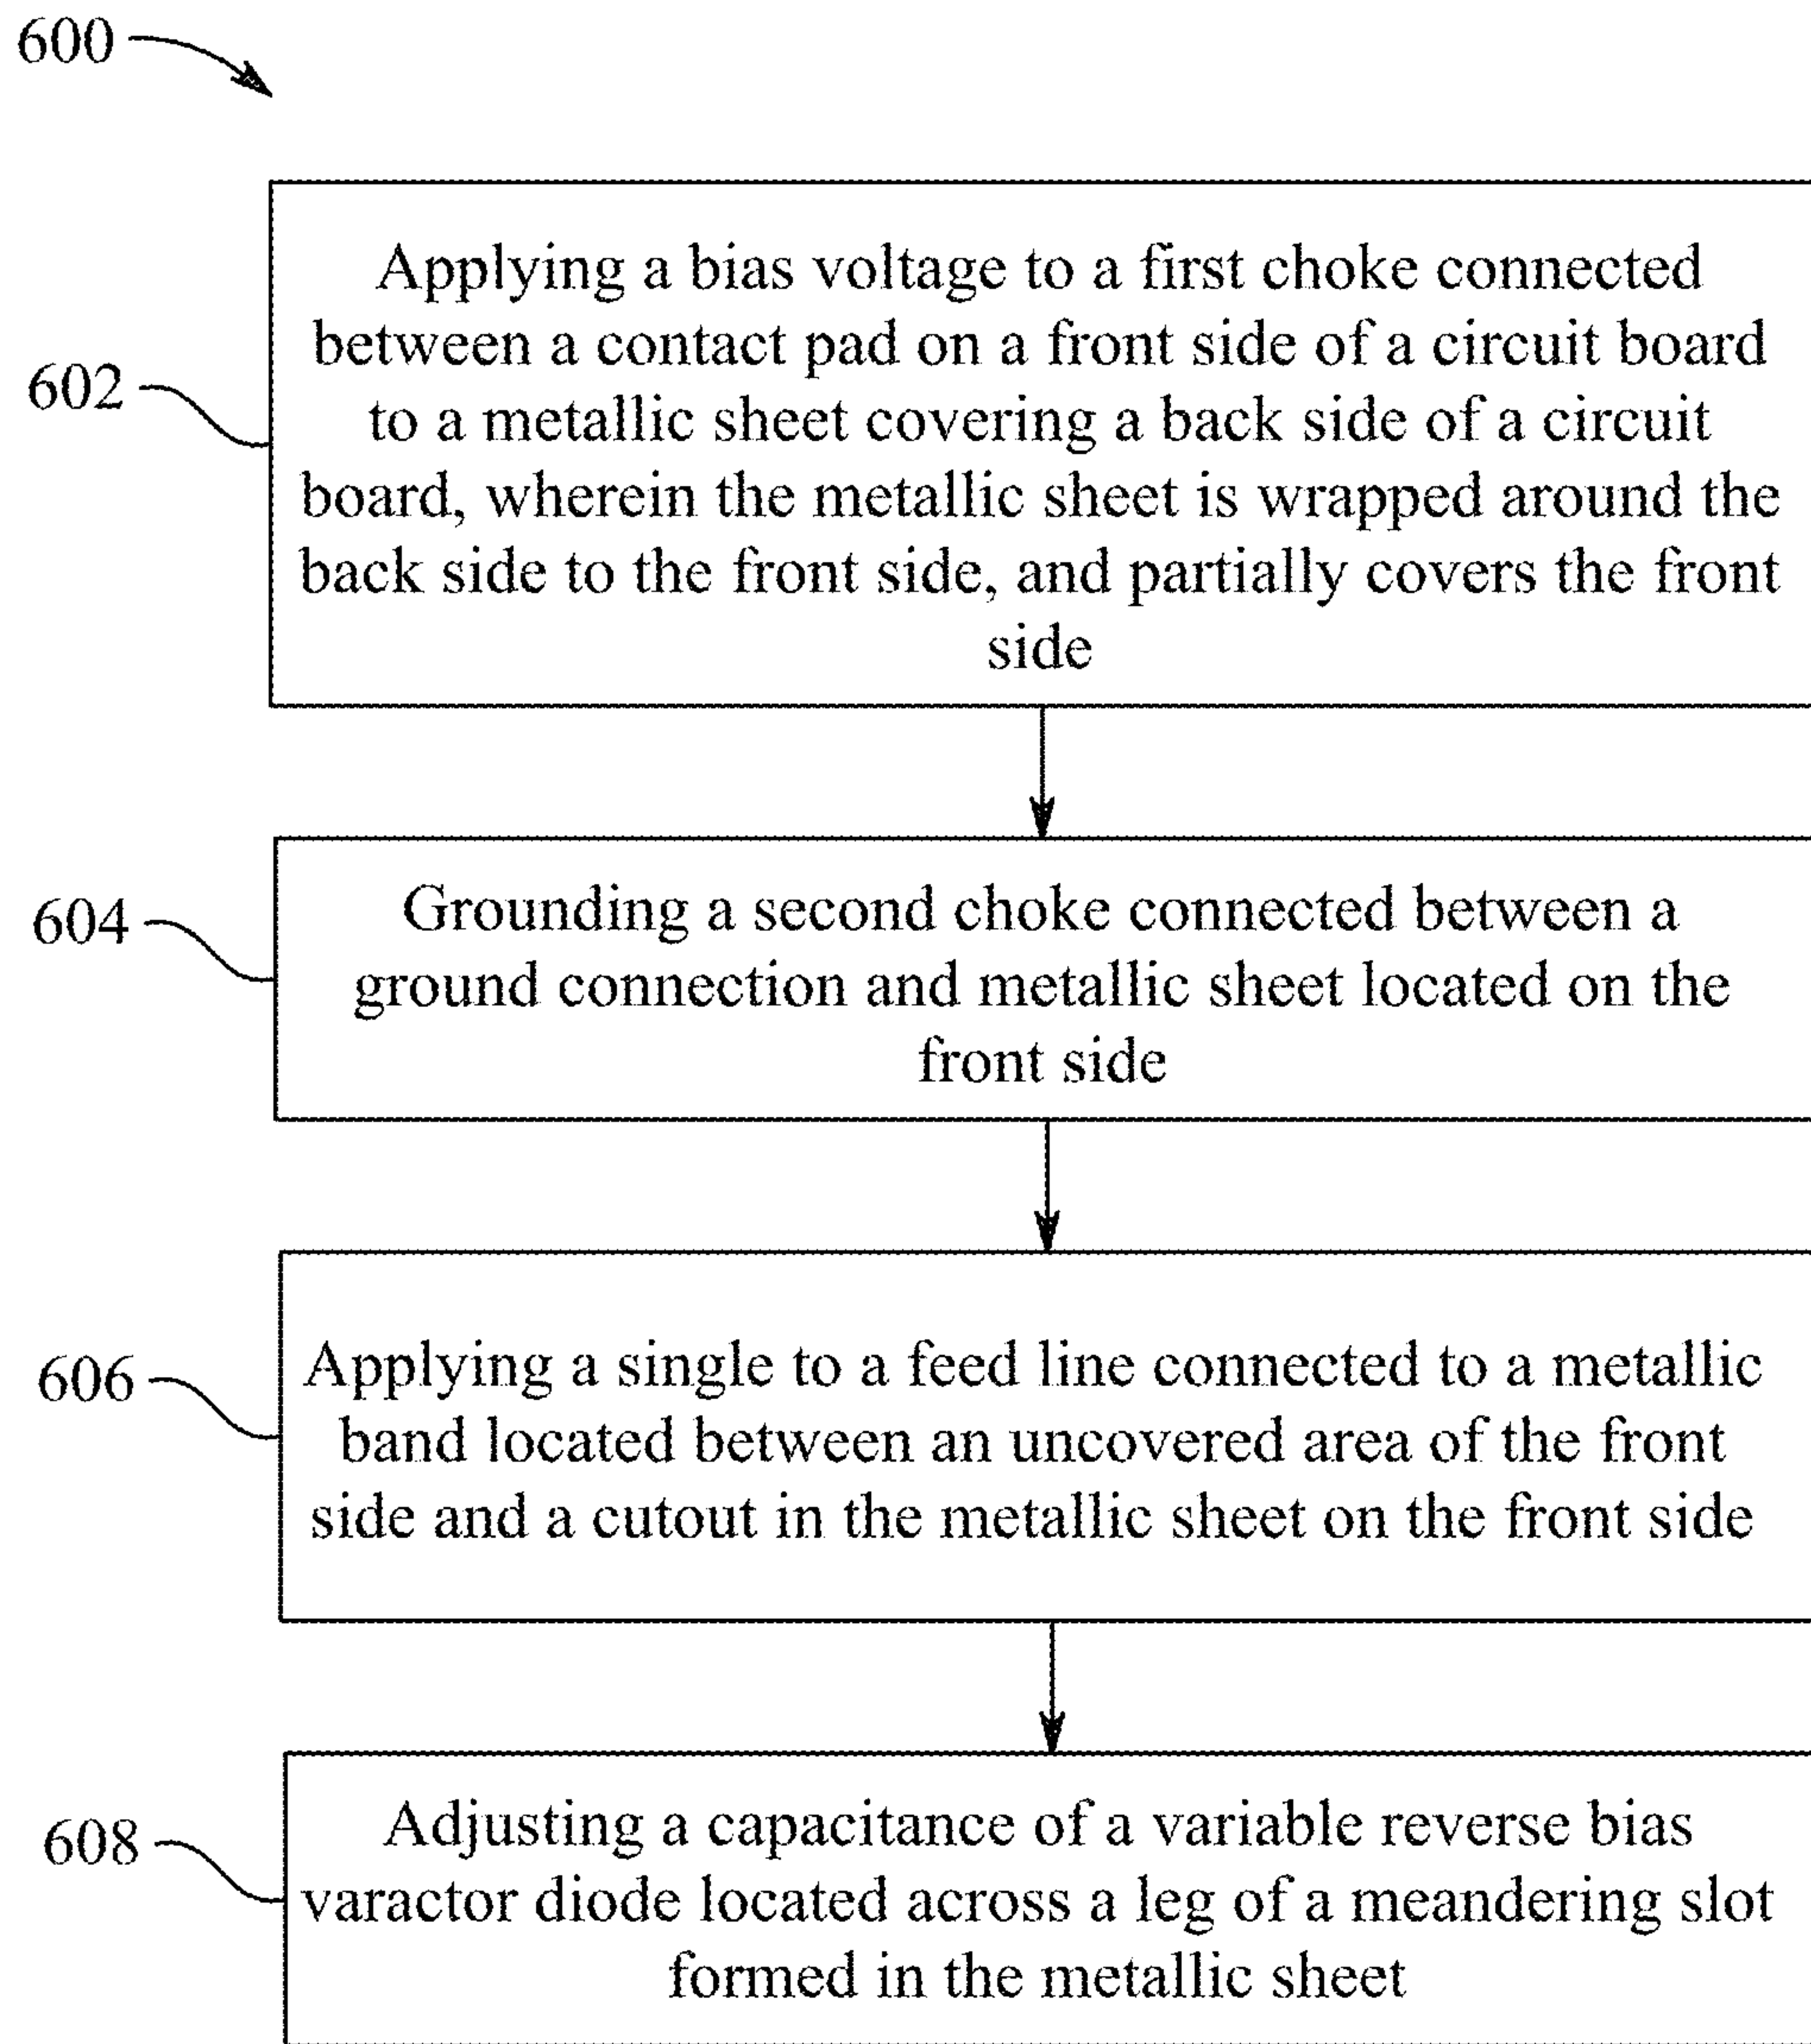 600
602
Applying a bias voltage to a first choke connected
between a contact pad on a front side of a circuit board
to a metallic sheet covering a back side of a circuit
board, wherein the metallic sheet is wrapped around the
back side to the front side, and partially covers the front
side
604
Grounding a second choke connected between a
ground connection and metallic sheet located on the
front side
606
Applying a single to a feed line connected to a metallic
band located between an uncovered area of the front
side and a cutout in the metallic sheet on the front side
608
Adjusting a capacitance of a variable reverse bias
varactor diode located across a leg of a meandering slot
formed in the metallic sheet